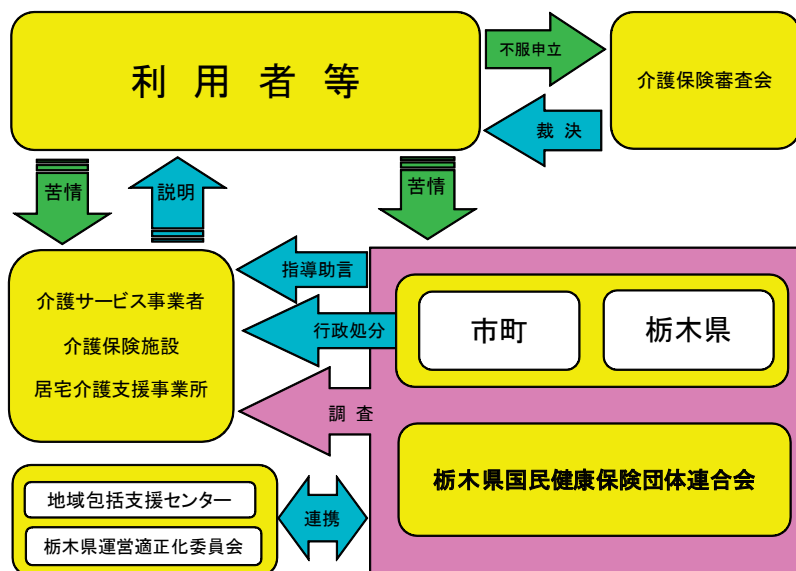 利用者等
不服申立
裁決
介護保険審査会
苦情
説明
苦情
介護サービス事業者
介護保険施設
居宅介護支援事業所
指導助言
行政処分
調査
市町
栃木県
栃木県国民健康保険団体連合会
地域包括支援センター
栃木県運営適正化委員会
連携